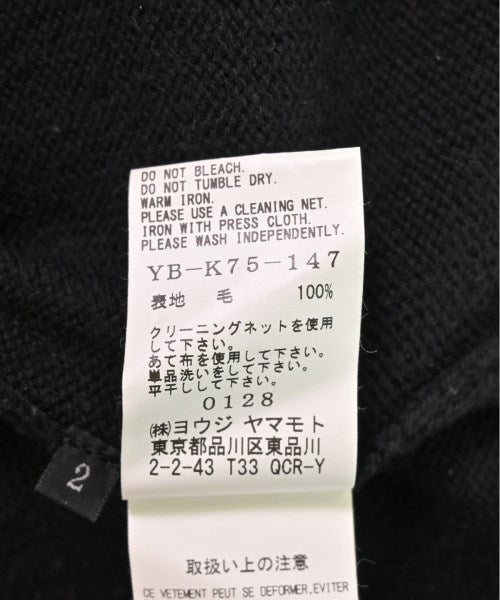 DO NOT BLEACH.
DO NOT TUMBLE DRY.
WARM IRON.
PLEASE USE A CLEANING NET.
IRON WITH PRESS CLOTH.
PLEASE WASH INDEPENDENTLY.
YB-K75-147
表地 毛 100%
クリーニングネットを使用
して下さい。
あて布を使用して下さい。
単品洗いをして下さい。
平干しして下さい。
0128
㈱ヨウジ ヤマモト
東京都品川区東品川
2-2-43 T33 QCR-Y
2
取扱い上の注意
CE VETEMENT PEUT SE DEFORMER,EVITER